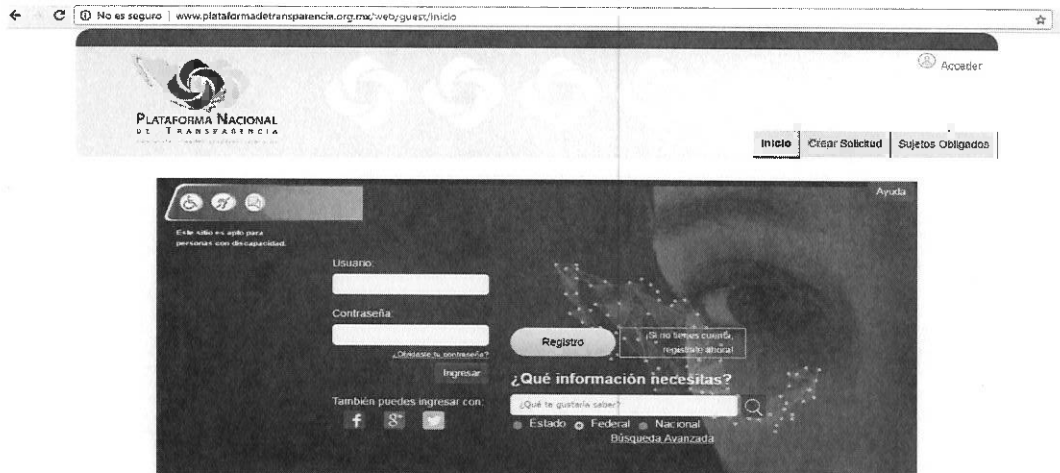 No es seguro | www.plataformadetransparencia.org.mx/web/guest/inicio
Acceder
PLATAFORMA NACIONAL
DE TRANSPARENCIA
Inicio Crear Solicitud Sujetos Obligados
Ayuda
Este sitio es apto para
personas con discapacidad.
Usuario:
Contraseña:
¿Olvidaste tu contraseña?
Ingresar
También puedes ingresar con:
f g+
Registro
¡Si no tienes cuenta,
regístrate ahora!
¿Qué información necesitas?
¿Qué te gustaría saber?
Estado Federal Nacional
Búsqueda Avanzada